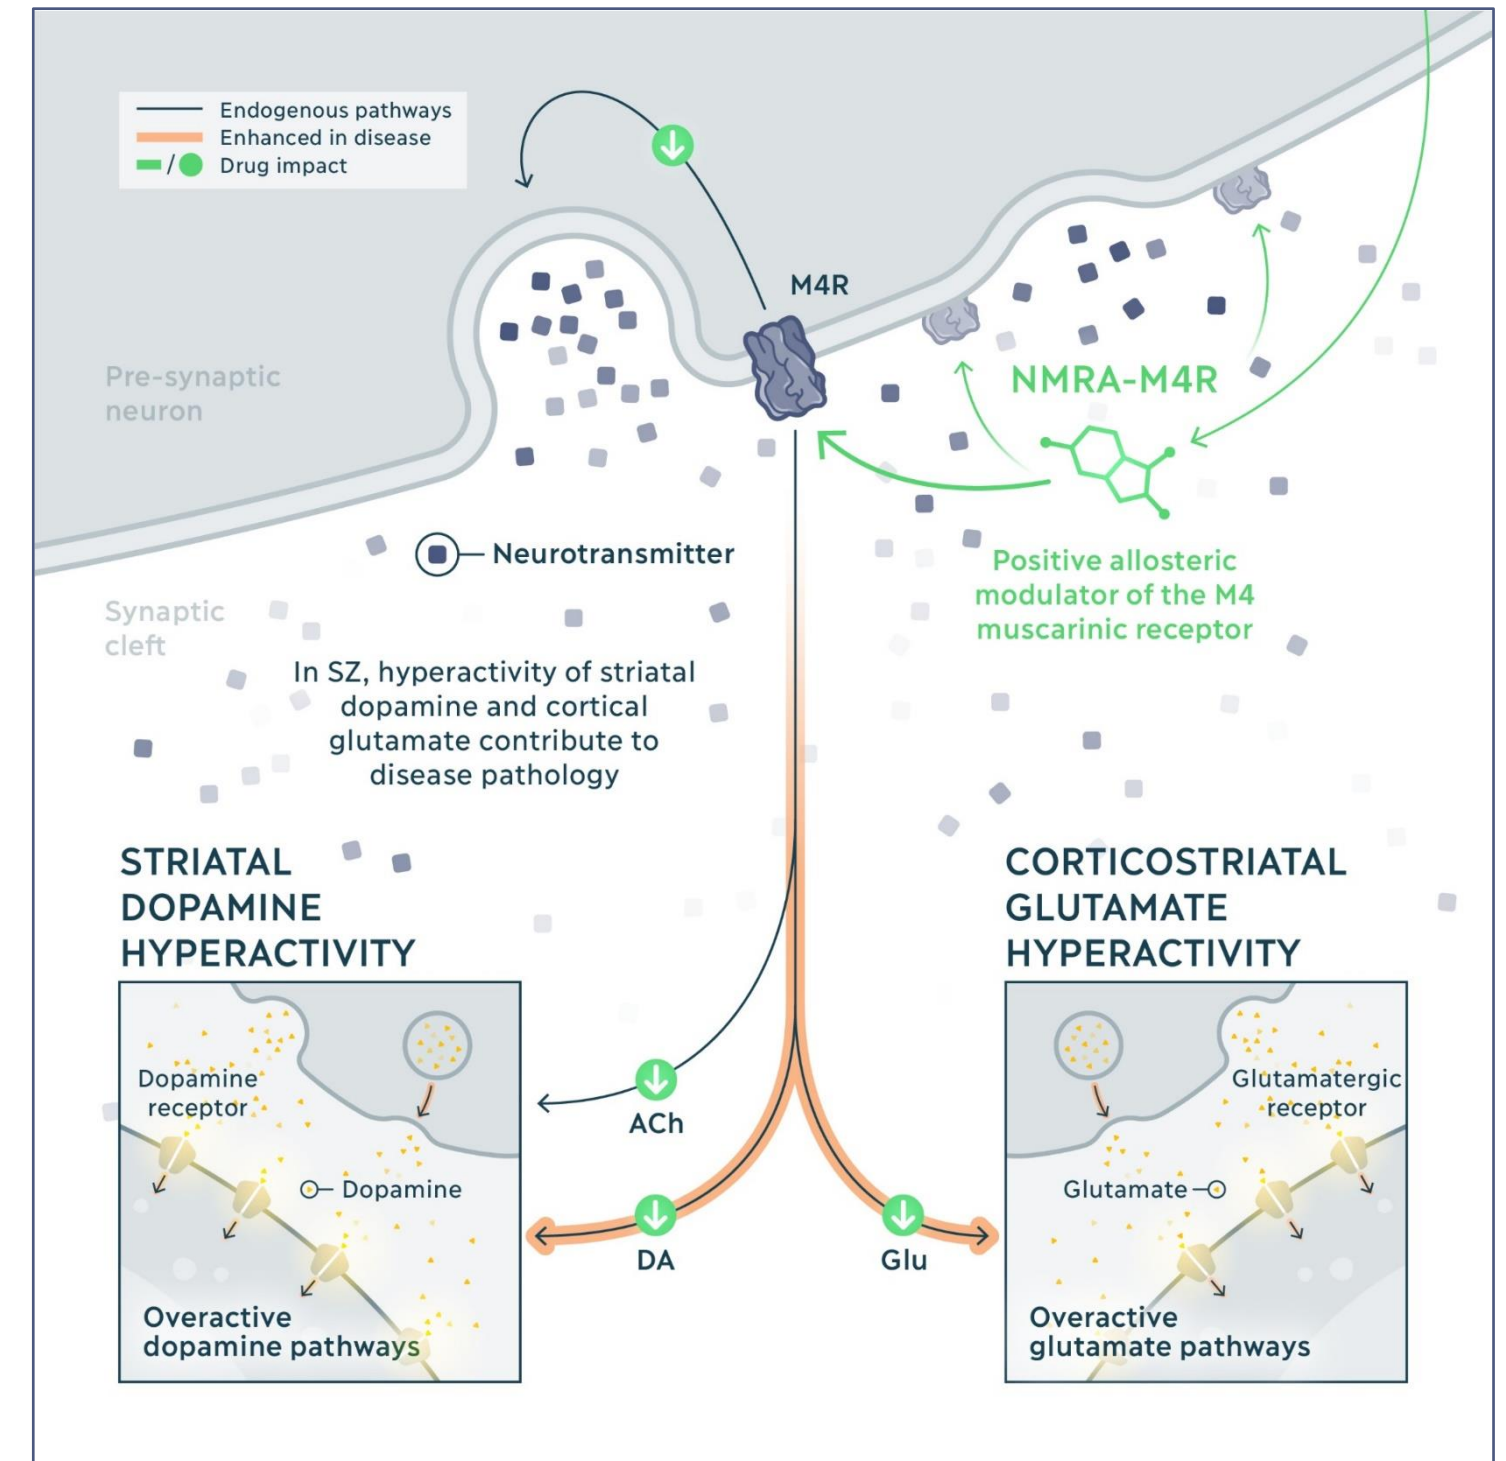 Endogenous pathways
Enhanced in disease
/ Drug impact
M4R
Pre-synaptic
neuron
NMRA-M4R
Neurotransmitter
Positive allosteric
modulator of the M4
muscarinic receptor
Synaptic
cleft
In SZ, hyperactivity of striatal
dopamine and cortical
glutamate contribute to
disease pathology
STRIATAL
DOPAMINE
HYPERACTIVITY
CORTICOSTRIATAL
GLUTAMATE
HYPERACTIVITY
Dopamine
receptor
Dopamine
Overactive
dopamine pathways
ACh
DA
Glu
Glutamatergic
receptor
Glutamate
Overactive
glutamate pathways